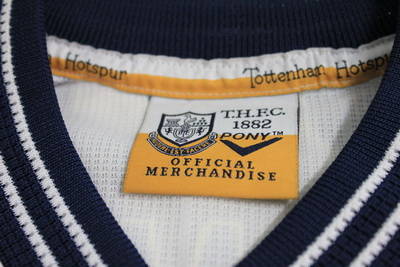 Hotspur
Tottenham Hotspur
T.H.F.C.
1882
PONY™
OFFICIAL
MERCHANDISE